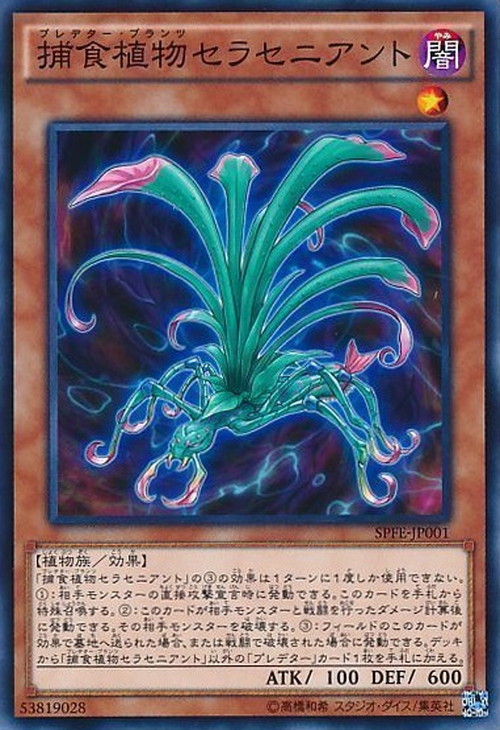 プレデター・プランツ
捕食植物セラセニアント
やみ
闇
SPFE-JP001
【植物族／効果】
「捕食植物セラセニアント」の③の効果は１ターンに１度しか使用できない。
①：相手モンスターの直接攻撃宣言時に発動できる。このカードを手札から
特殊召喚する。②：このカードが相手モンスターと戦闘を行ったダメージ計算後
に発動できる。その相手モンスターを破壊する。③：フィールドのこのカードが
効果で墓地へ送られた場合、または戦闘で破壊された場合に発動できる。デッキ
から「捕食植物セラセニアント」以外の「プレデター」カード１枚を手札に加える。
ATK/ 100 DEF/ 600
53819028
©高橋和希 スタジオ・ダイス/集英社